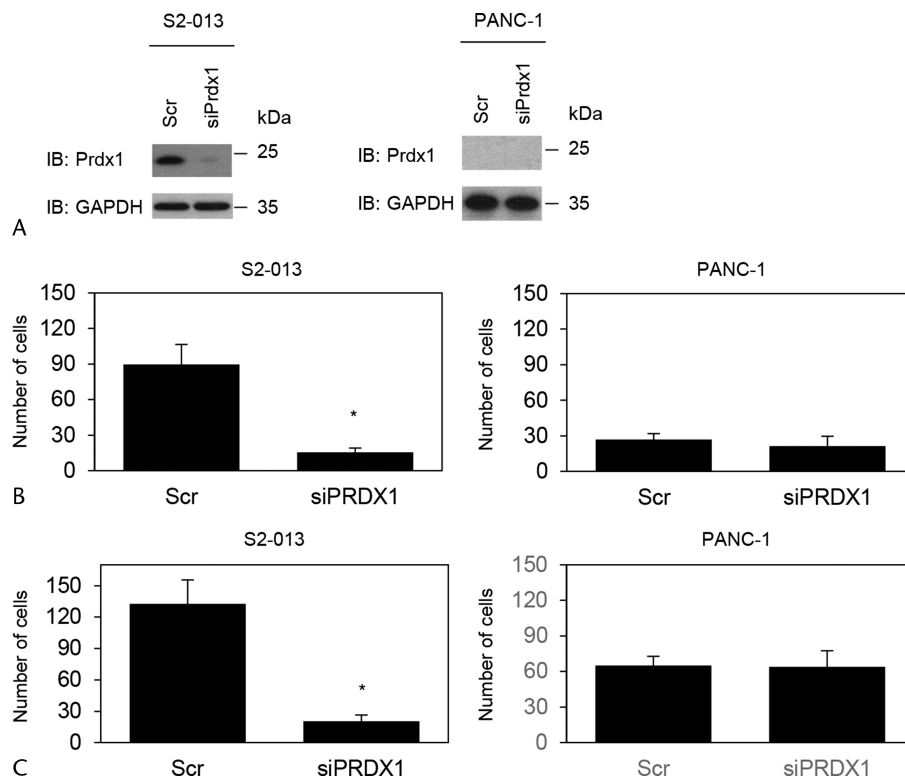 S2-013
PANC-1
Scr
siPrdx1
kDa
Scr
siPrdx1
kDa
IB: Prdx1
25
IB: Prdx1
25
IB: GAPDH
35
IB: GAPDH
35
A
S2-013
Number of cells
150
120
90
60
30
0
*
Scr
siPRDX1
PANC-1
Number of cells
150
120
90
60
30
0
Scr
siPRDX1
B
S2-013
Number of cells
150
120
90
60
30
0
*
Scr
siPRDX1
PANC-1
Number of cells
150
120
90
60
30
0
Scr
siPRDX1
C